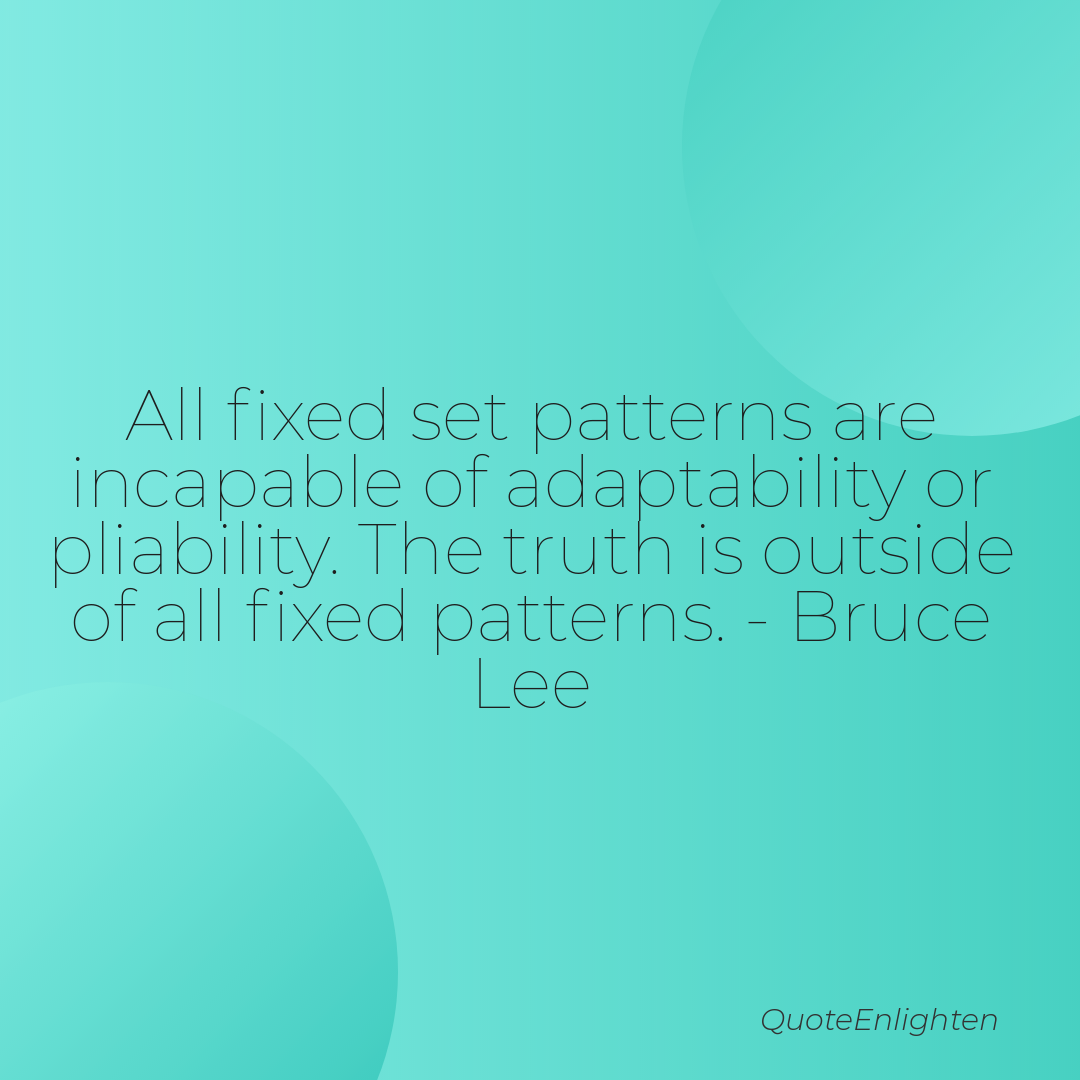 All fixed set patterns are
incapable of adaptability or
pliability. The truth is outside
of all fixed patterns. - Bruce
Lee
QuoteEnlighten